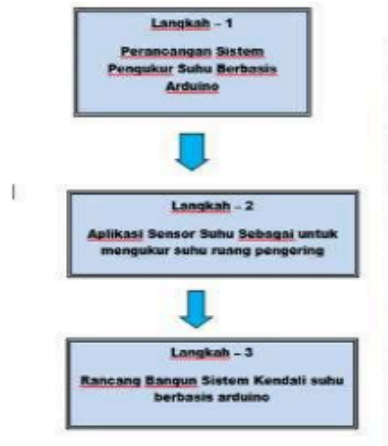 Langkah – 1
Perancangan Sistem
Pengukur Suhu Berbasis
Arduino
Langkah – 2
Aplikasi Sensor Suhu Sebagai untuk
mengukur suhu ruang pengering
Langkah – 3
Rancang Bangun Sistem Kendali suhu
berbasis arduino